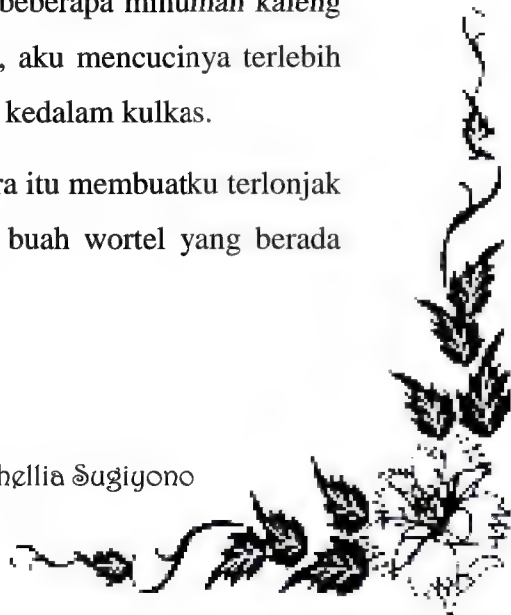 beberapa minuman kaleng
, aku mencucinya terlebih
kedalam kulkas.
ra itu membuatku terlonjak
buah wortel yang berada
hellia Sugiyono